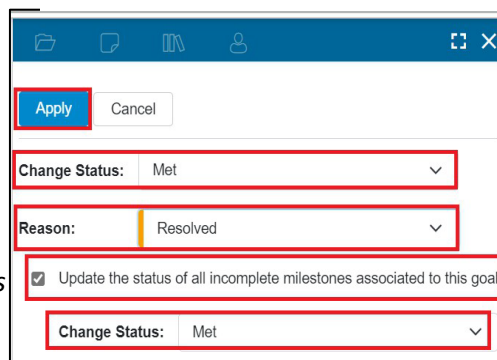 Apply Cancel
Change Status: Met
Reason: Resolved
s Update the status of all incomplete milestones associated to this goal
Change Status: Met